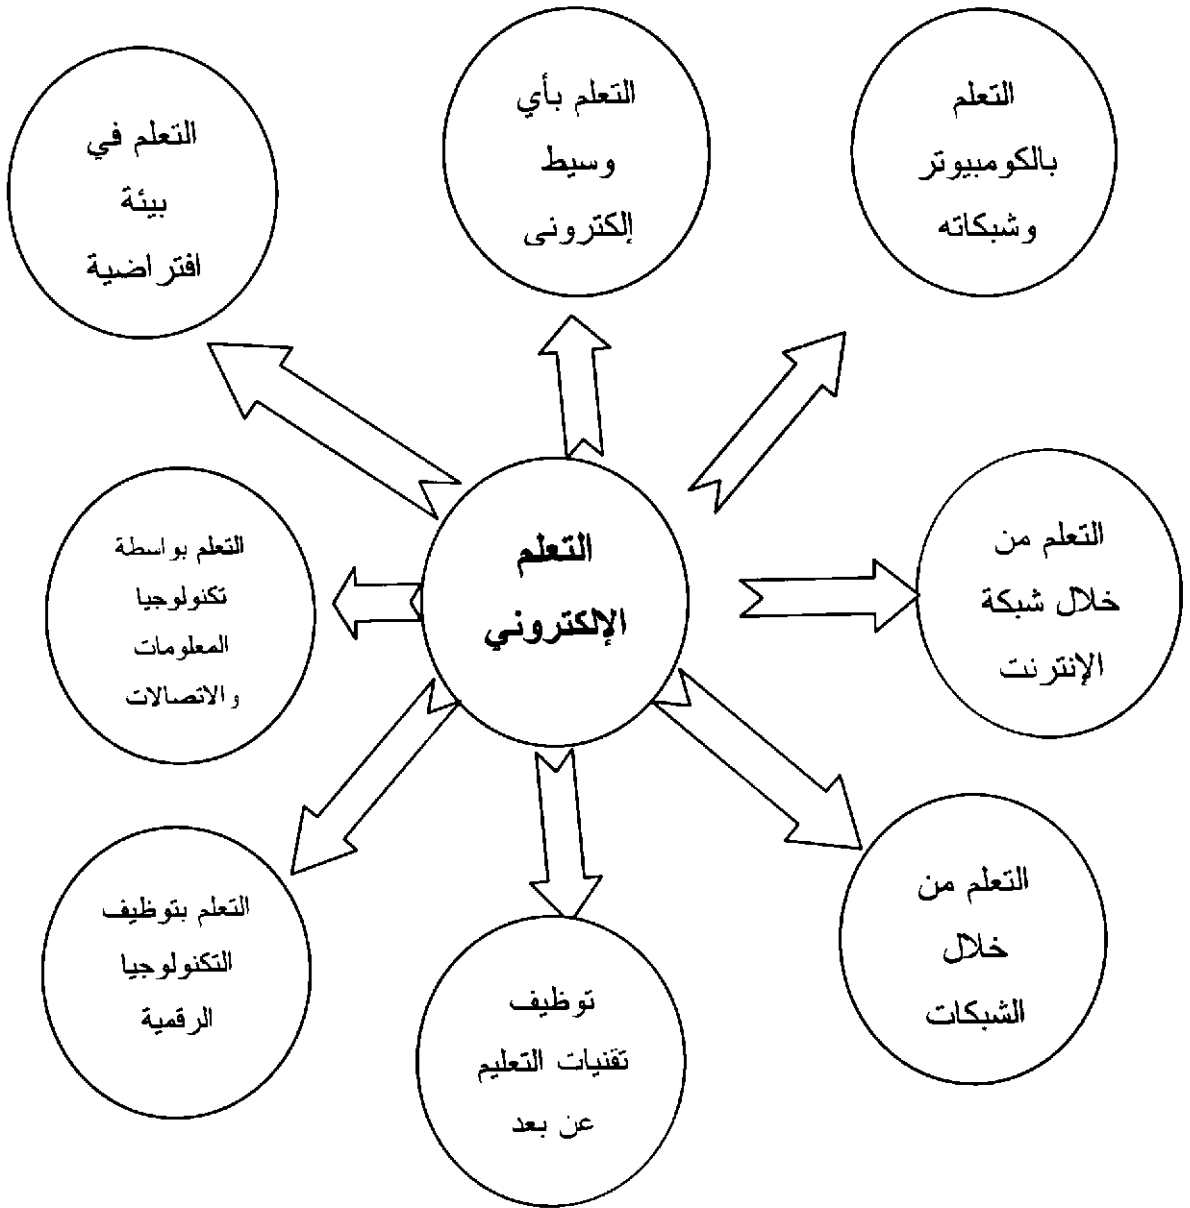 التعلم
بالكومبيوتر
وشبكاته
التعلم بأي
وسيط
إلكترونى
التعلم في
بيئة
افتراضية
التعلم من
خلال شبكة
الإنترنت
التعلم
الإلكتروني
التعلم بواسطة
تكنولوجيا
المعلومات
والاتصالات
التعلم من
خلال
الشبكات
توظيف
تقنيات التعليم
عن بعد
التعلم بتوظيف
التكنولوجيا
الرقمية